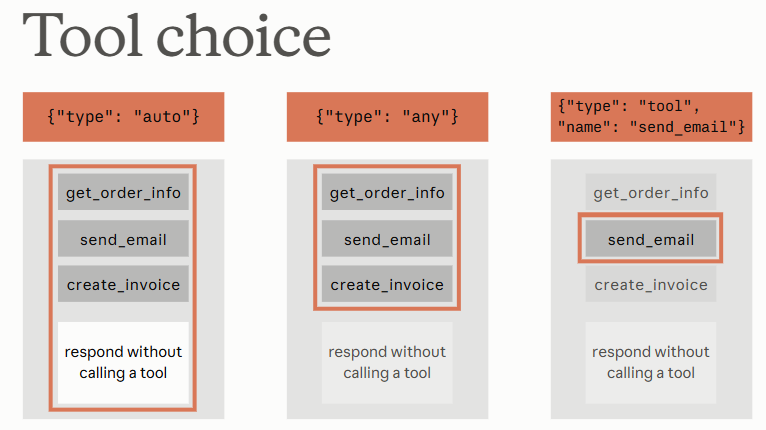 Tool choice
{"type": "auto"}
get_order_info
send_email
create_invoice
respond without
calling a tool
{"type": "any"}
get_order_info
send_email
create_invoice
respond without
calling a tool
{"type": "tool",
"name": "send_email"}
get_order_info
send_email
create_invoice
respond without
calling a tool